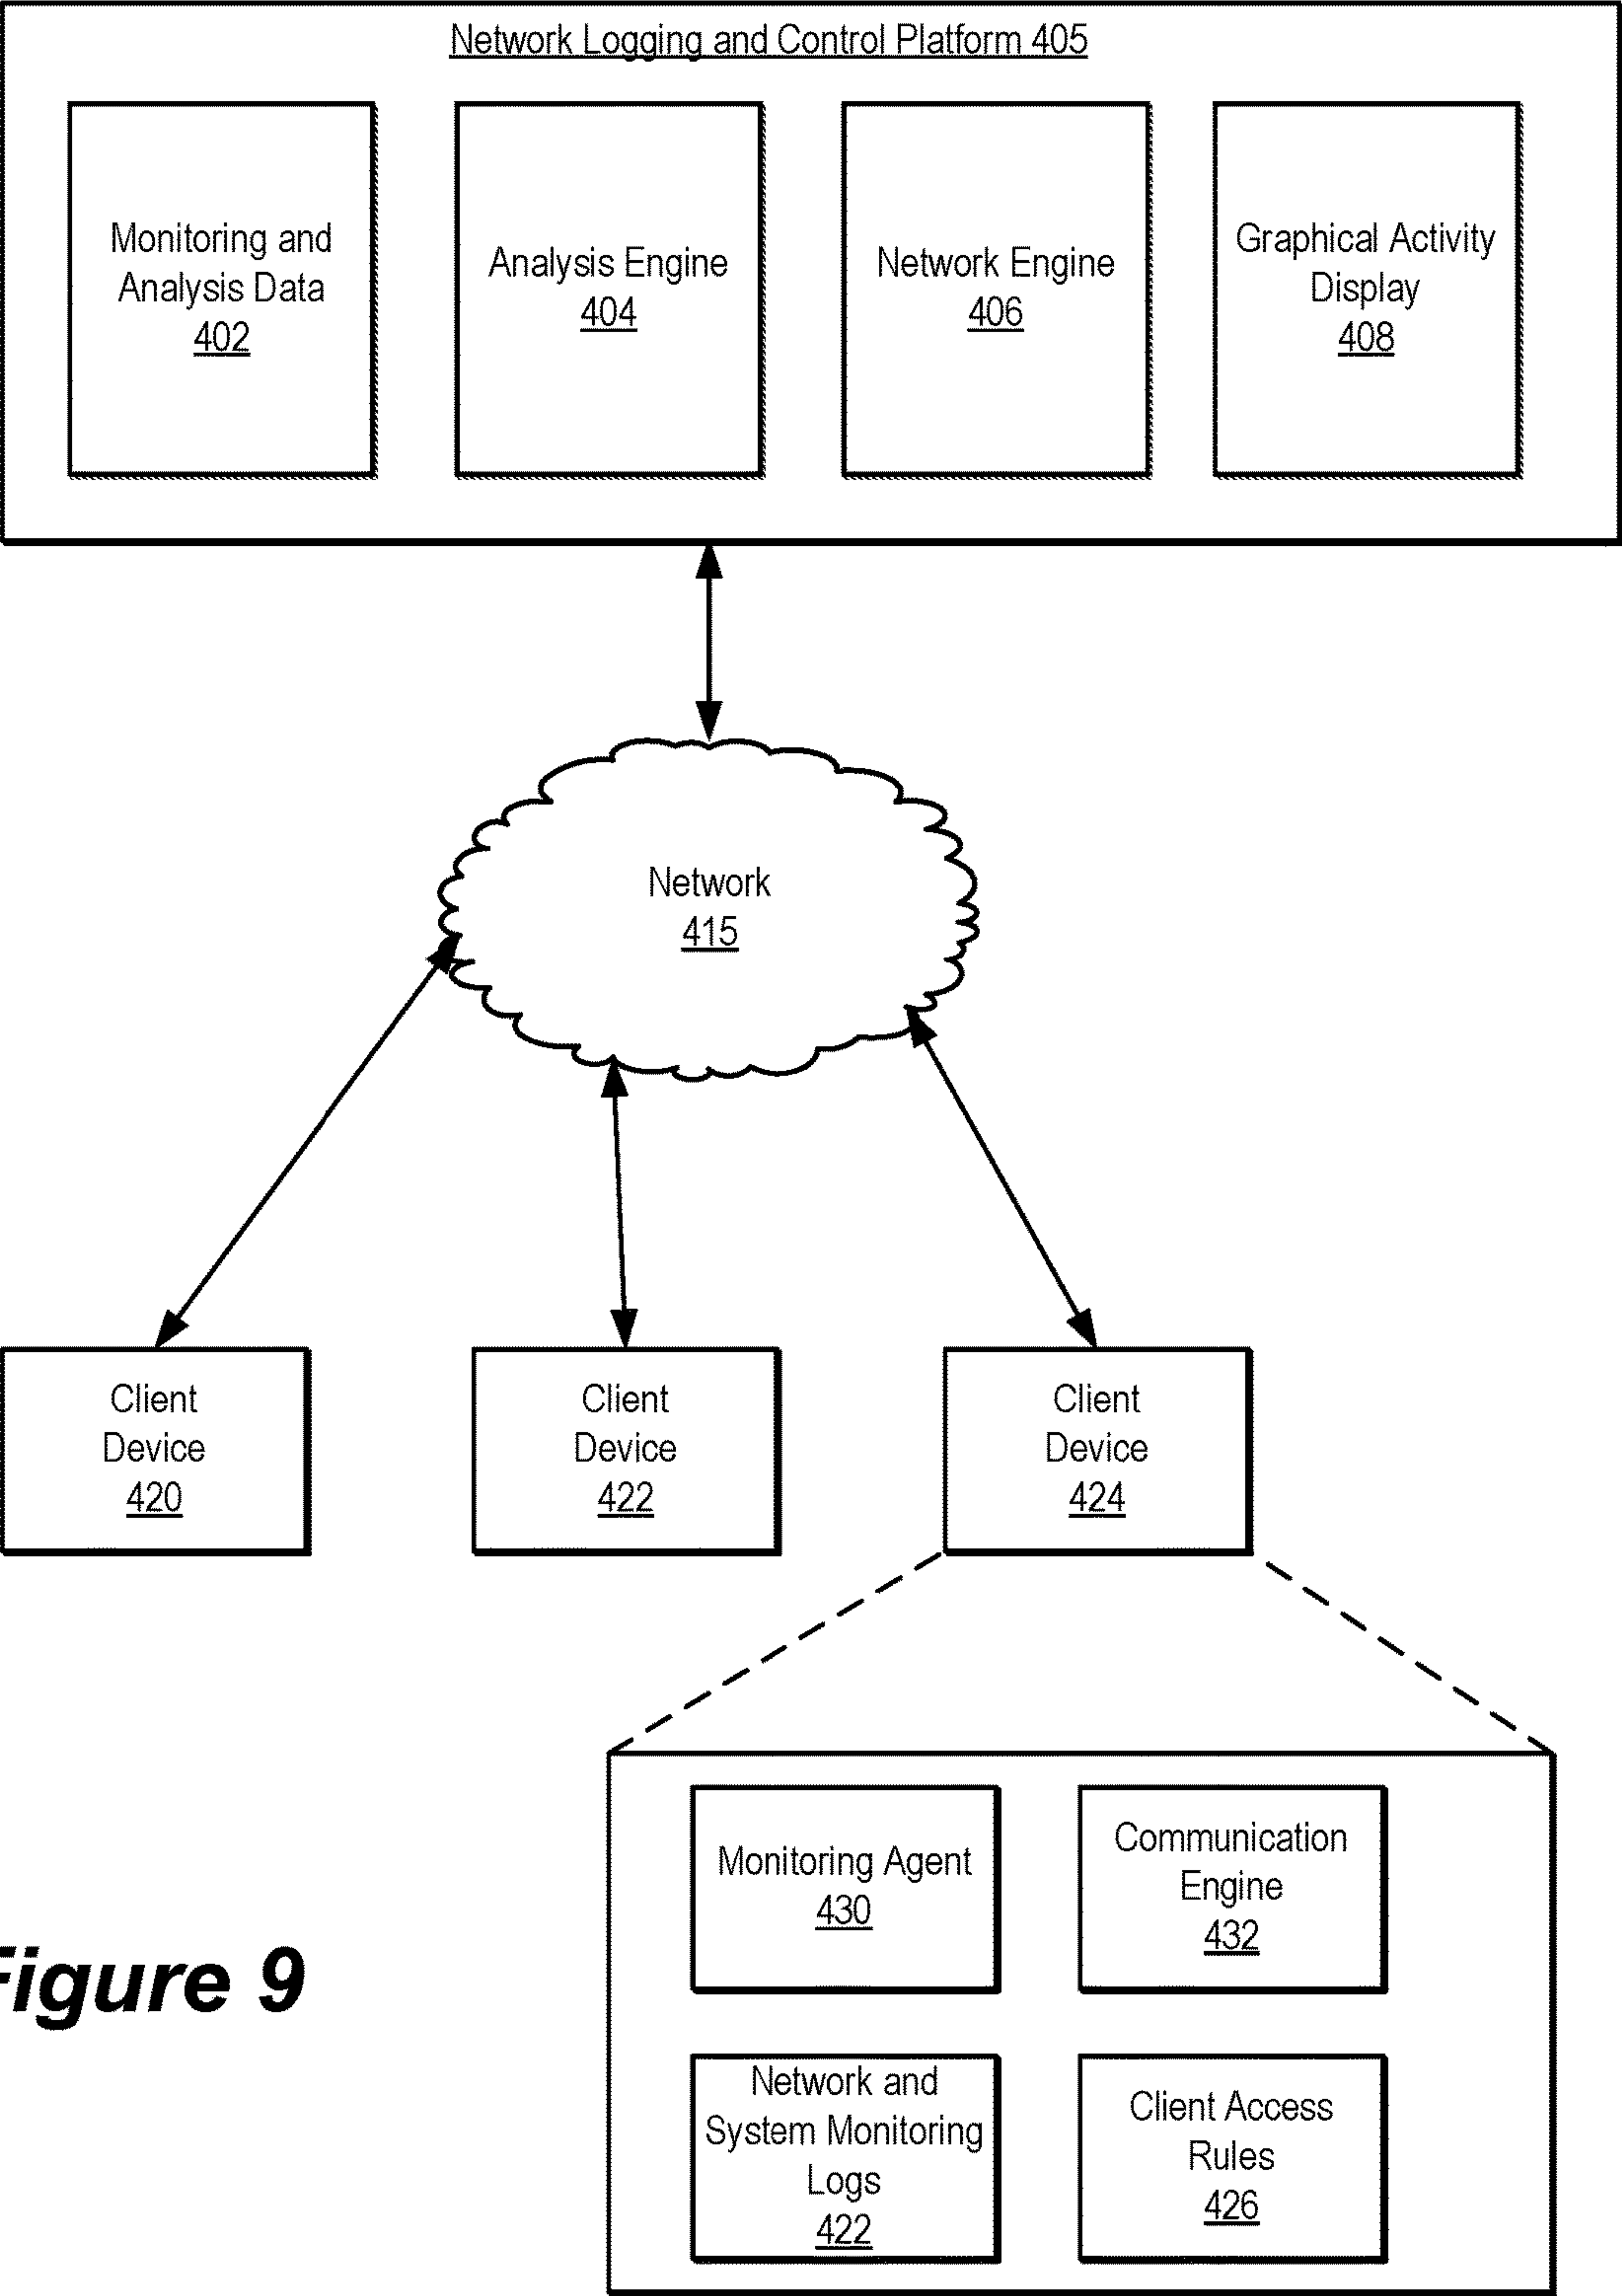 Network Logging and Control Platform 405
Monitoring and
Analysis Data
402
Analysis Engine
404
Network Engine
406
Graphical Activity
Display
408
Network
415
Client
Device
420
Client
Device
422
Client
Device
424
Monitoring Agent
430
Communication
Engine
432
Network and
System Monitoring
Logs
422
Client Access
Rules
426
Figure 9